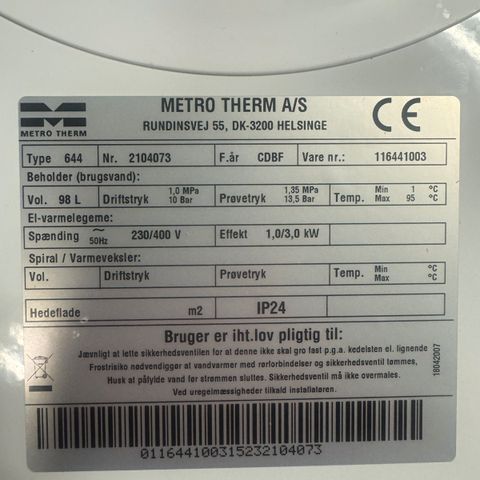 METRO THERM
METRO THERM A/S
RUNDINSVEJ 55, DK-3200 HELSINGE
CE
Type 644 Nr. 2104073 F.år CDBF Vare nr.: 116441003
Beholder (brugsvand):
Vol. 98 L Driftstryk 1,0 MPa 10 Bar Prøvetryk 1,35 MPa 13,5 Bar Temp. Min 1 °C Max 95 °C
El-varmelegeme:
Spænding ~ 50Hz 230/400 V Effekt 1,0/3,0 kW
Spiral / Varmeveksler:
Vol. Driftstryk Prøvetryk Temp. Min °C Max °C
Hedeflade m2 IP24
Bruger er iht.lov pligtig til:
Jævnligt at lette sikkerhedsventilen for at denne ikke skal gro fast p.g.a. kedelsten el. lignende
Frostrisiko nødvendiggør at vandvarmer med rørforbindelser og sikkerhedsventil tømmes,
Husk at påfylde vand før strømmen sluttes. Sikkerhedsventil må ikke overmales.
Ved uregelmæssigheder tilkald installatøren.
18042007
011644100315232104073